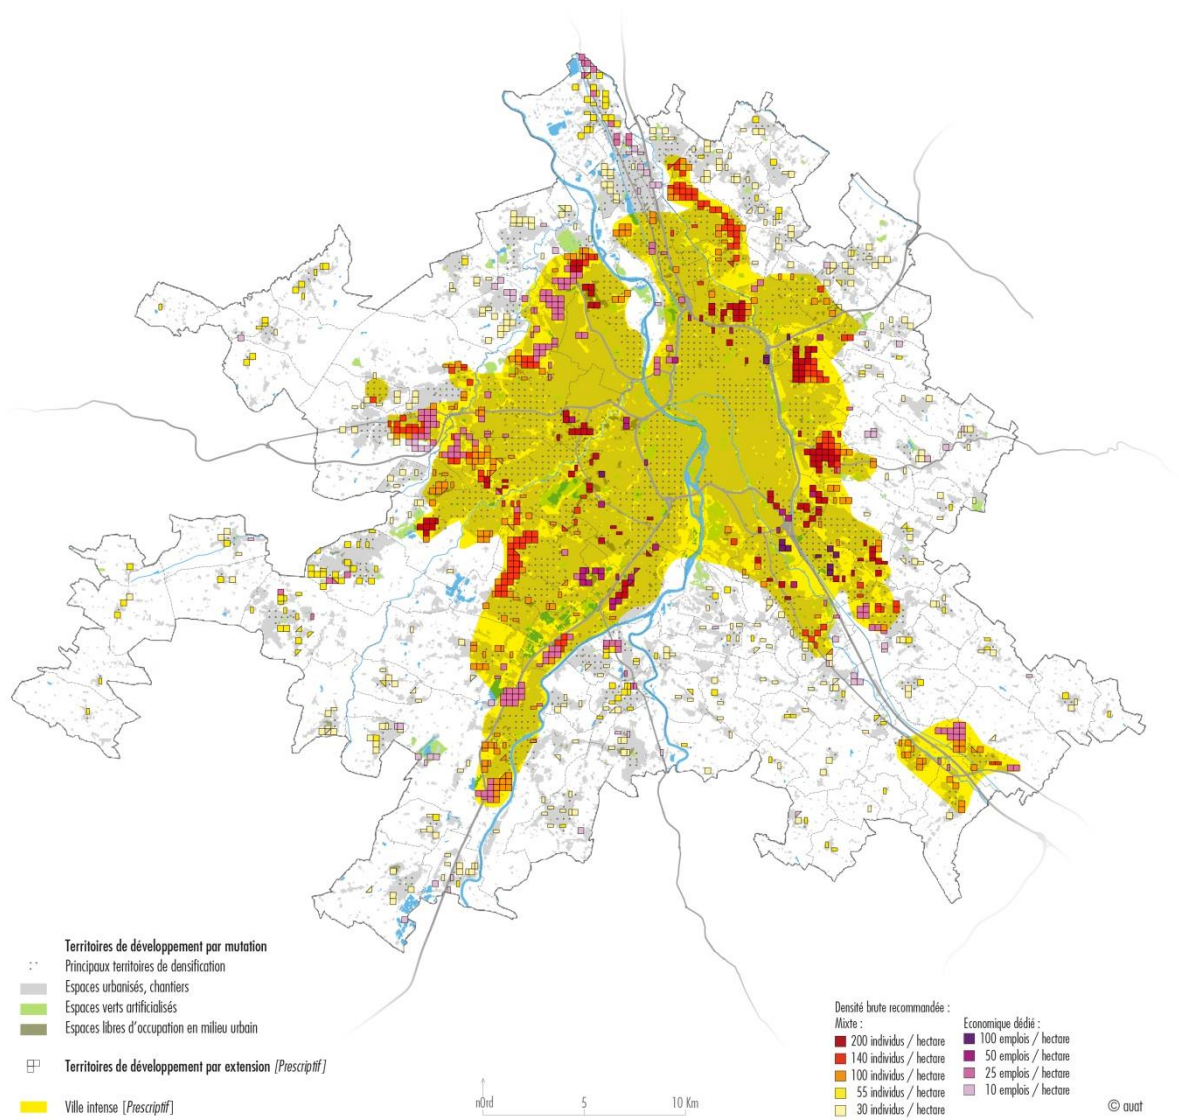 Territoires de développement par mutation
Principaux territoires de densification
Espaces urbanisés, chantiers
Espaces verts artificialisés
Espaces libres d'occupation en milieu urbain
Territoires de développement par extension [Prescriptif]
Ville intense [Prescriptif]
n0rd 5 10 Km
Densité brute recommandée :
Mixte :
200 individus / hectare
140 individus / hectare
100 individus / hectare
55 individus / hectare
30 individus / hectare
Economique dédié :
100 emplois / hectare
50 emplois / hectare
25 emplois / hectare
10 emplois / hectare
© auat